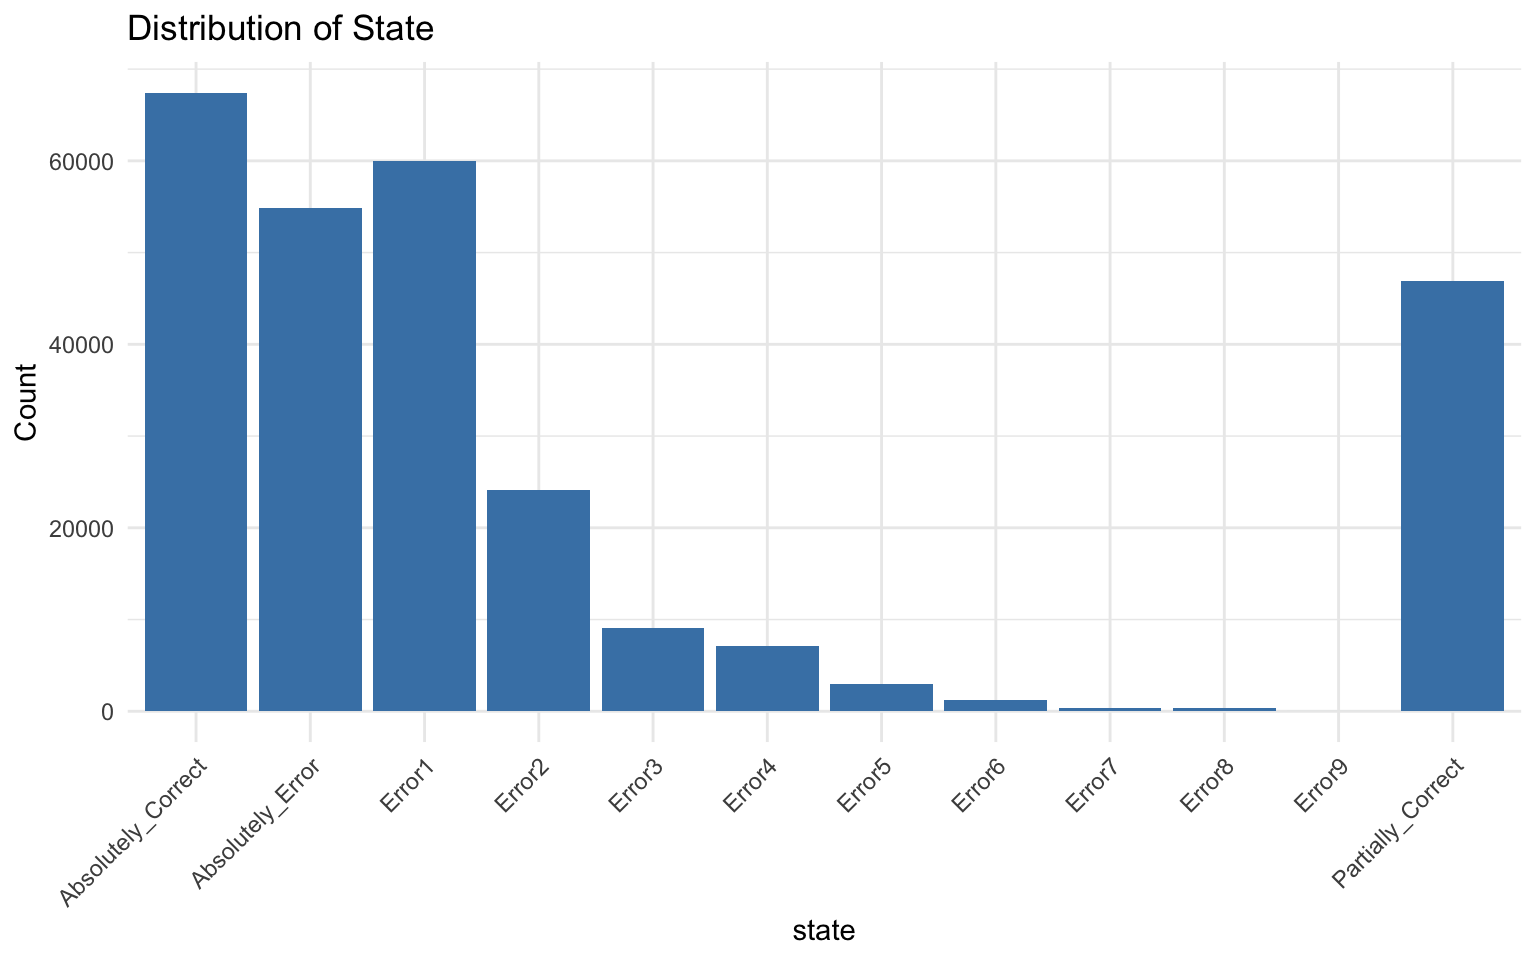 Distribution of State
Count
60000
40000
20000
0
Absolutely_Correct
Absolutely_Error
Error1
Error2
Error3
Error4
Error5
Error6
Error7
Error8
Error9
Partially_Correct
state